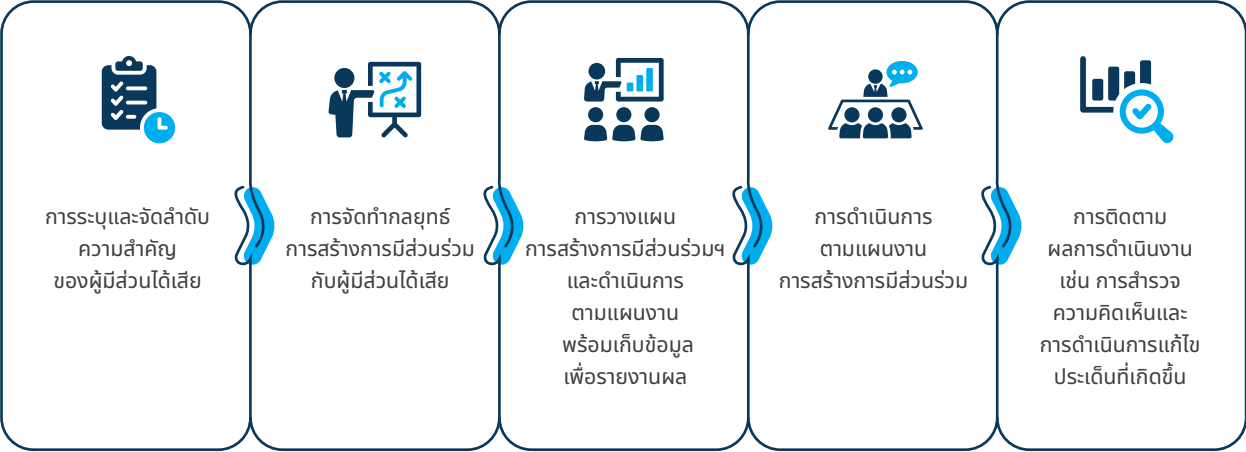 การระบุและจัดลำดับ
ความสำคัญ
ของผู้มีส่วนได้เสีย
การจัดทำกลยุทธ์
การสร้างการมีส่วนร่วม
กับผู้มีส่วนได้เสีย
การวางแผน
การสร้างการมีส่วนร่วมฯ
และดำเนินการ
ตามแผนงาน
พร้อมเก็บข้อมูล
เพื่อรายงานผล
การดำเนินการ
ตามแผนงาน
การสร้างการมีส่วนร่วม
การติดตาม
ผลการดำเนินงาน
เช่น การสำรวจ
ความคิดเห็นและ
การดำเนินการแก้ไข
ประเด็นที่เกิดขึ้น